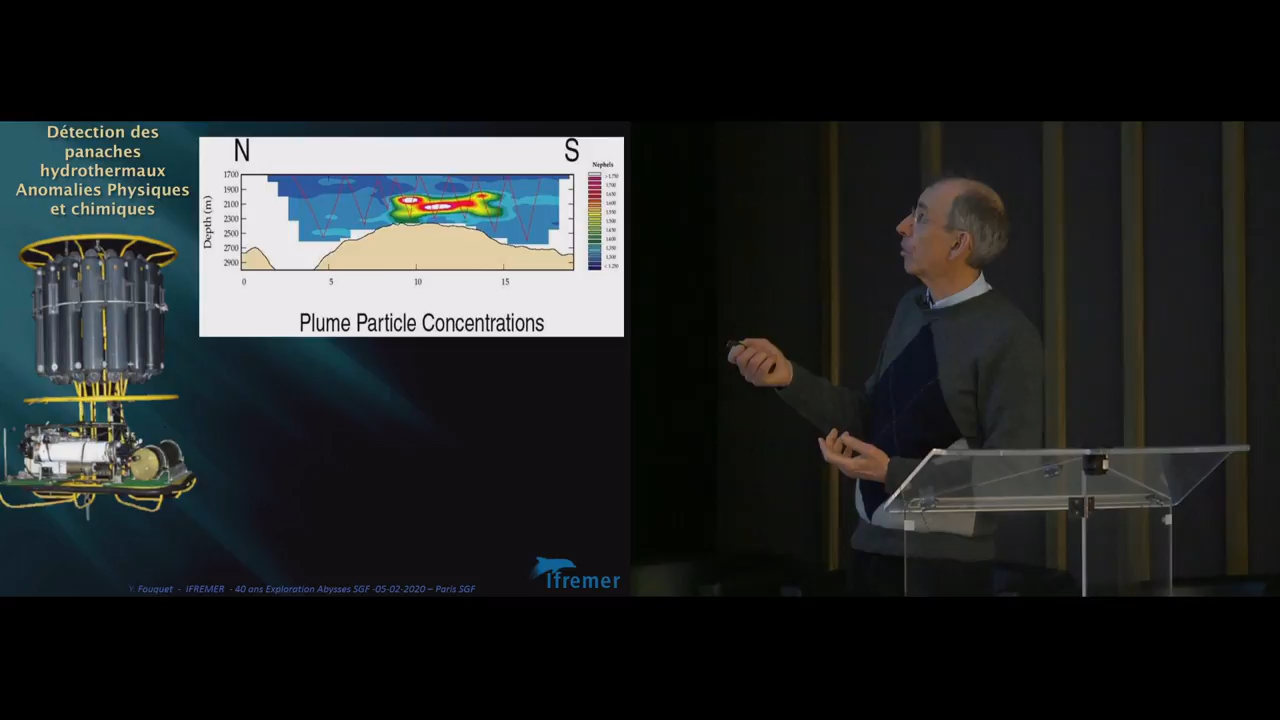 Détection des
panaches
hydrothermaux
Anomalies Physiques
et chimiques
N
S
Nephels
Depth (m)
1700
1900
2100
2300
2500
2700
2900
0
5
10
15
Plume Particle Concentrations
Ifremer
Y. Fouquet - IFREMER - 40 ans Exploration Abysses SGF -05-02-2020 – Paris SGF